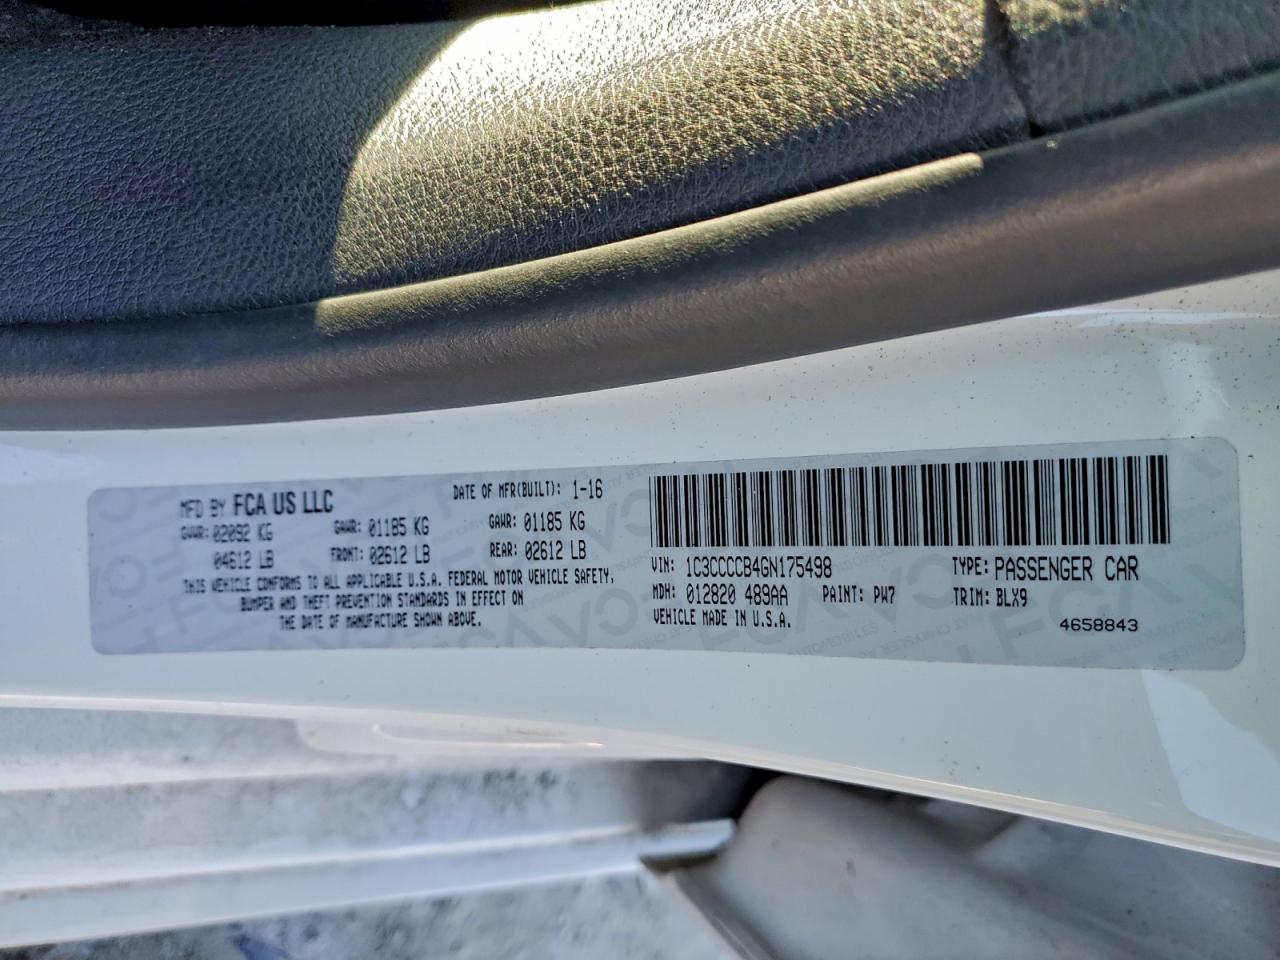 MFD BY FCA US LLC DATE OF MFR(BUILT): 1-16
GVWR: 02092 KG GAWR: 01185 KG GAWR: 01185 KG
04612 LB FRONT: 02612 LB REAR: 02612 LB
THIS VEHICLE CONFORMS TO ALL APPLICABLE U.S.A. FEDERAL MOTOR VEHICLE SAFETY,
BUMPER AND THEFT PREVENTION STANDARDS IN EFFECT ON
THE DATE OF MANUFACTURE SHOWN ABOVE.
VIN: 1C3CCCCB4GN175498 TYPE: PASSENGER CAR
MDH: 012820 489AA PAINT: PW7 TRIM: BLX9
VEHICLE MADE IN U.S.A. 4658843